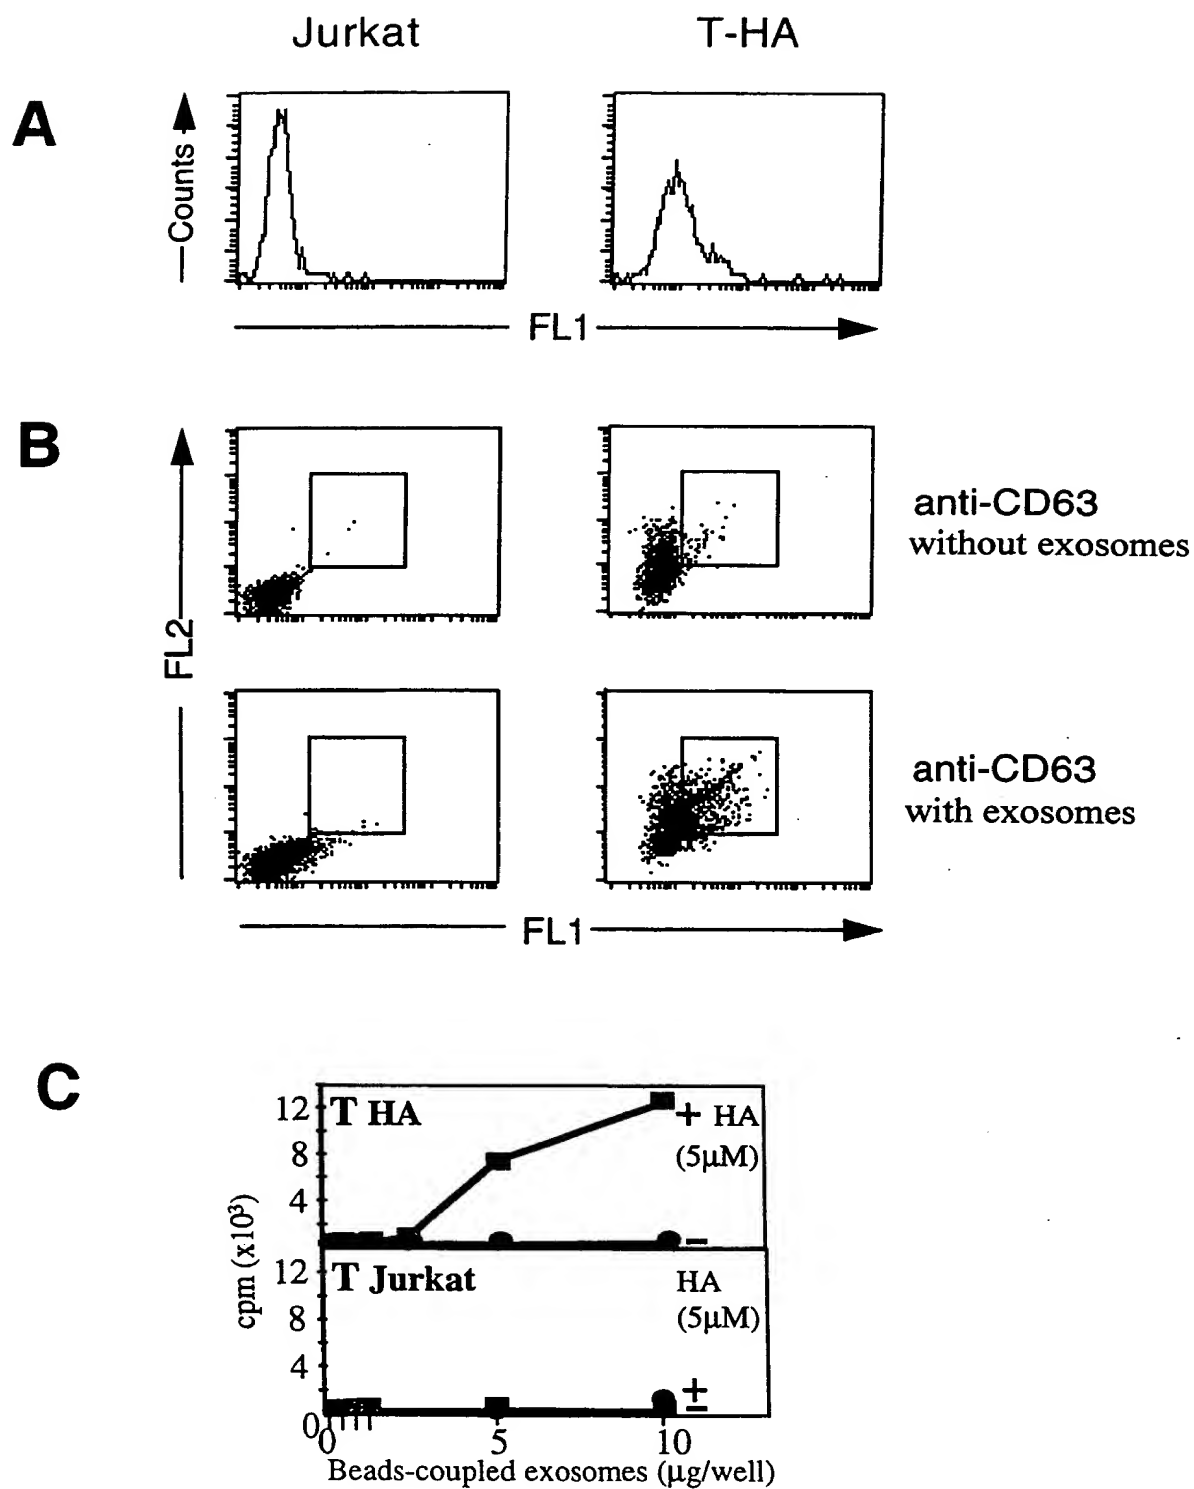 Jurkat
T-HA
A
Counts
FL1
B
FL2
anti-CD63
without exosomes
anti-CD63
with exosomes
FL1
C
12
8
4
T HA
+ HA
(5μM)
–
cpm (x10³)
12
8
4
0
T Jurkat
HA
(5μM)
±
0
5
10
Beads-coupled exosomes (μg/well)